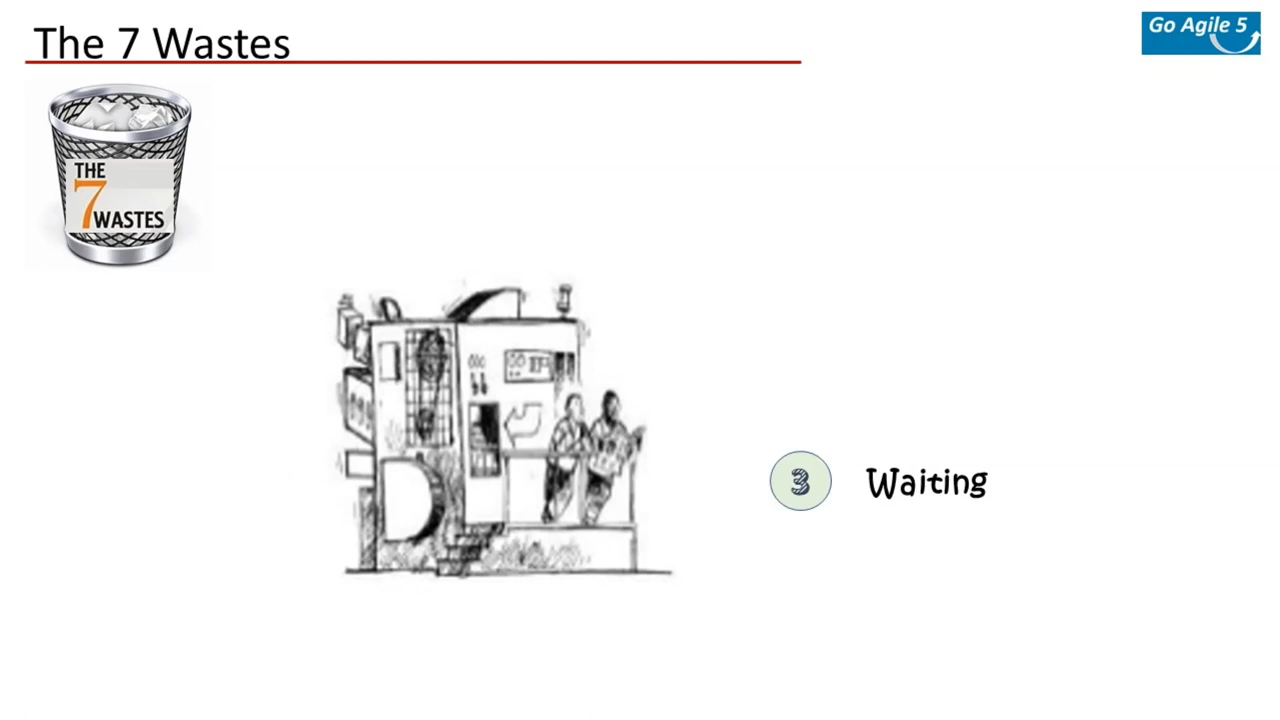 The 7 Wastes
Go Agile 5
THE
7
WASTES
3
Waiting